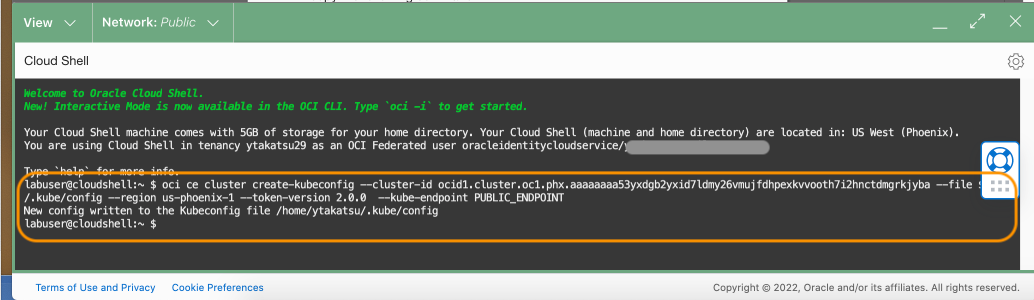 View
Network: Public
Cloud Shell
Welcome to Oracle Cloud Shell.
New! Interactive Mode is now available in the OCI CLI. Type `oci -i` to get started.
Your Cloud Shell machine comes with 5GB of storage for your home directory. Your Cloud Shell (machine and home directory) are located in: US West (Phoenix).
You are using Cloud Shell in tenancy ytakatsu29 as an OCI Federated user oracleidentitycloudservice/
Type `help` for more info.
labuser@cloudshell:~ $ oci ce cluster create-kubeconfig --cluster-id ocid1.cluster.oc1.phx.aaaaaaaa53yxdgb2yxid7ldmy26vmujfdhpexkvvooth7i2hnctdmgrkjyba --file
/.kube/config --region us-phoenix-1 --token-version 2.0.0  --kube-endpoint PUBLIC_ENDPOINT
New config written to the Kubeconfig file /home/ytakatsu/.kube/config
labuser@cloudshell:~ $
Terms of Use and Privacy
Cookie Preferences
Copyright © 2022, Oracle and/or its affiliates. All rights reserved.